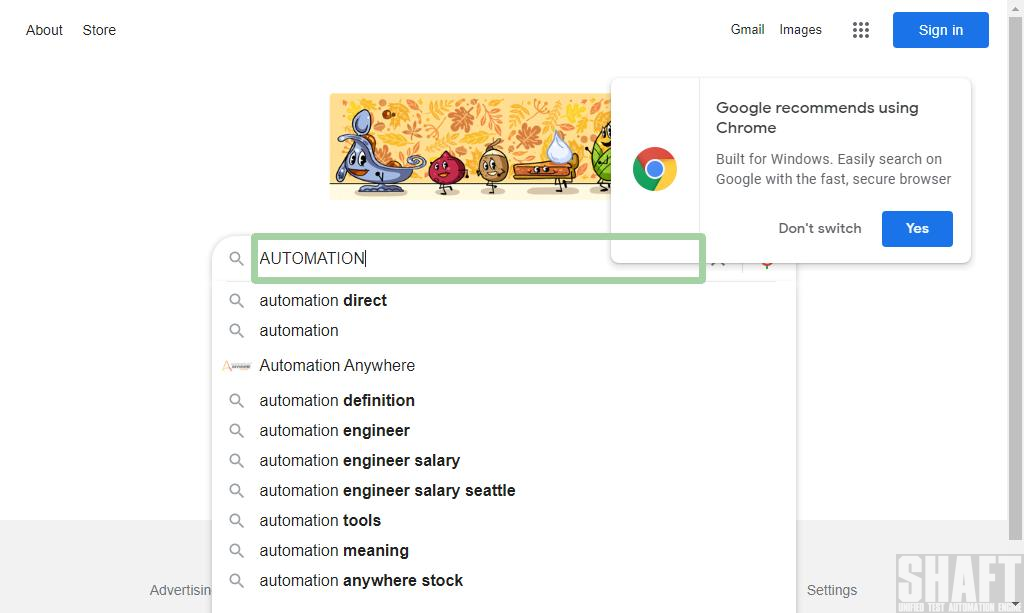 About Store Gmail Images Sign in
Google recommends using
Chrome
Built for Windows. Easily search on
Google with the fast, secure browser
Don't switch Yes
AUTOMATION
automation direct
automation
Automation Anywhere
automation definition
automation engineer
automation engineer salary
automation engineer salary seattle
automation tools
automation meaning
automation anywhere stock
Advertisin Settings
SHAFT
UNIFIED TEST AUTOMATION ENGINE